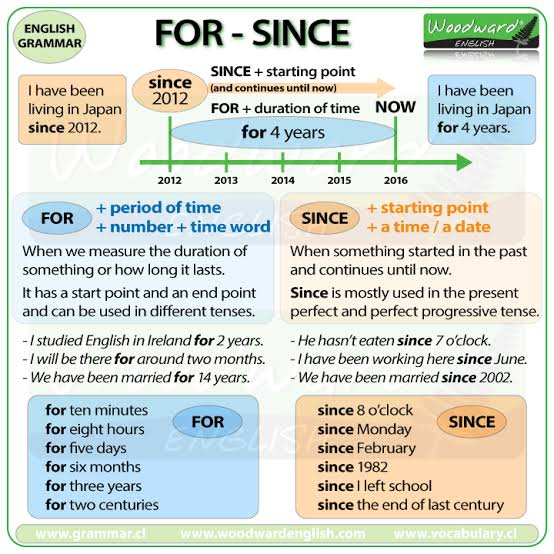 ENGLISH
GRAMMAR
FOR - SINCE
Woodward®
ENGLISH
I have been
living in Japan
since 2012.
since
2012
SINCE + starting point
(and continues until now)
FOR + duration of time
NOW
for 4 years
I have been
living in Japan
for 4 years.
2012 2013 2014 2015 2016
FOR
+ period of time
+ number + time word
When we measure the duration of
something or how long it lasts.
It has a start point and an end point
and can be used in different tenses.
- I studied English in Ireland for 2 years.
- I will be there for around two months.
- We have been married for 14 years.
SINCE
+ starting point
+ a time / a date
When something started in the past
and continues until now.
Since is mostly used in the present
perfect and perfect progressive tense.
- He hasn't eaten since 7 o'clock.
- I have been working here since June.
- We have been married since 2002.
for ten minutes
for eight hours
for five days
for six months
for three years
for two centuries
FOR
since 8 o'clock
since Monday
since February
since 1982
since I left school
since the end of last century
SINCE
www.grammar.cl www.woodwardenglish.com www.vocabulary.cl